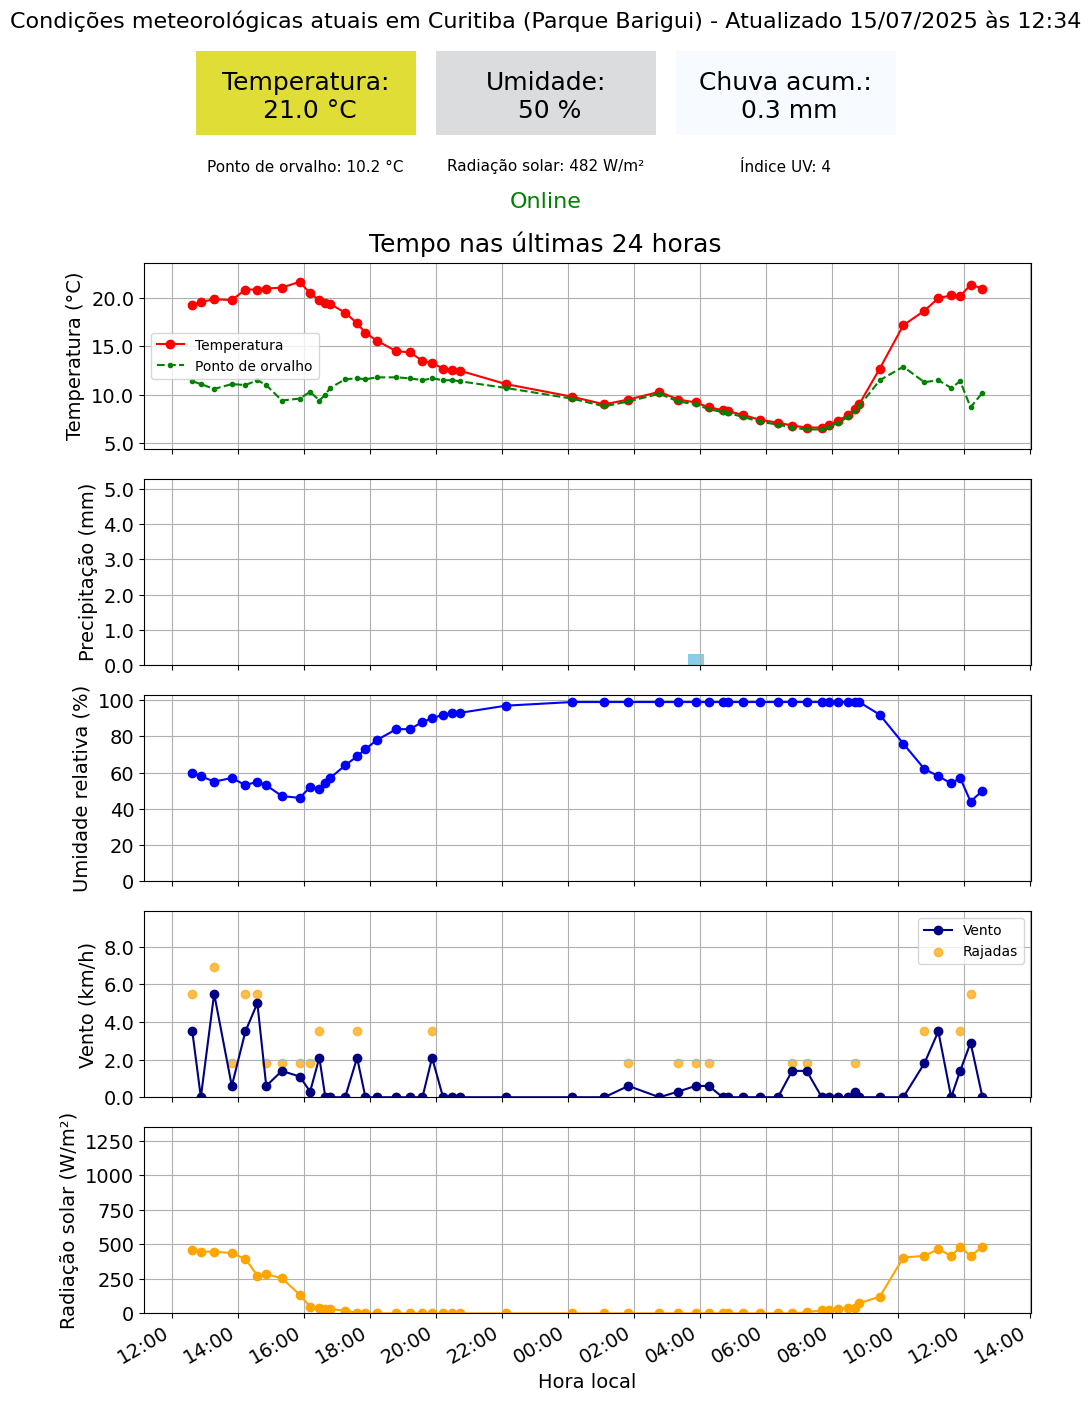 Condições meteorológicas atuais em Curitiba (Parque Barigui) - Atualizado 15/07/2025 às 12:34
Temperatura:
21.0 °C
Umidade:
50 %
Chuva acum.:
0.3 mm
Ponto de orvalho: 10.2 °C
Radiação solar: 482 W/m²
Índice UV: 4
Online
Tempo nas últimas 24 horas
Temperatura (°C)
20.0
15.0
10.0
5.0
Temperatura
Ponto de orvalho
Precipitação (mm)
5.0
4.0
3.0
2.0
1.0
0.0
Umidade relativa (%)
100
80
60
40
20
0
Vento (km/h)
8.0
6.0
4.0
2.0
0.0
Vento
Rajadas
Radiação solar (W/m²)
1250
1000
750
500
250
0
12:00
14:00
16:00
18:00
20:00
22:00
00:00
02:00
04:00
06:00
08:00
10:00
12:00
14:00
Hora local